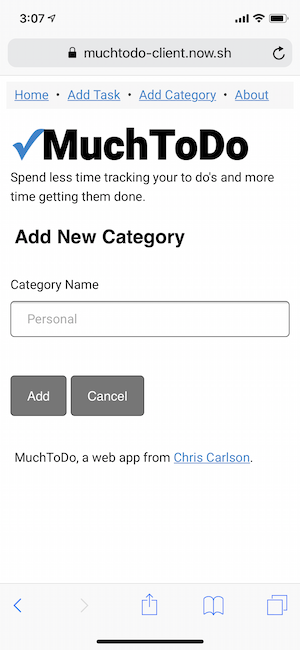 3:07
muchtodo-client.now.sh
Home • Add Task • Add Category • About
MuchToDo
Spend less time tracking your to do's and more
time getting them done.
Add New Category
Category Name
Personal
Add Cancel
MuchToDo, a web app from Chris Carlson.